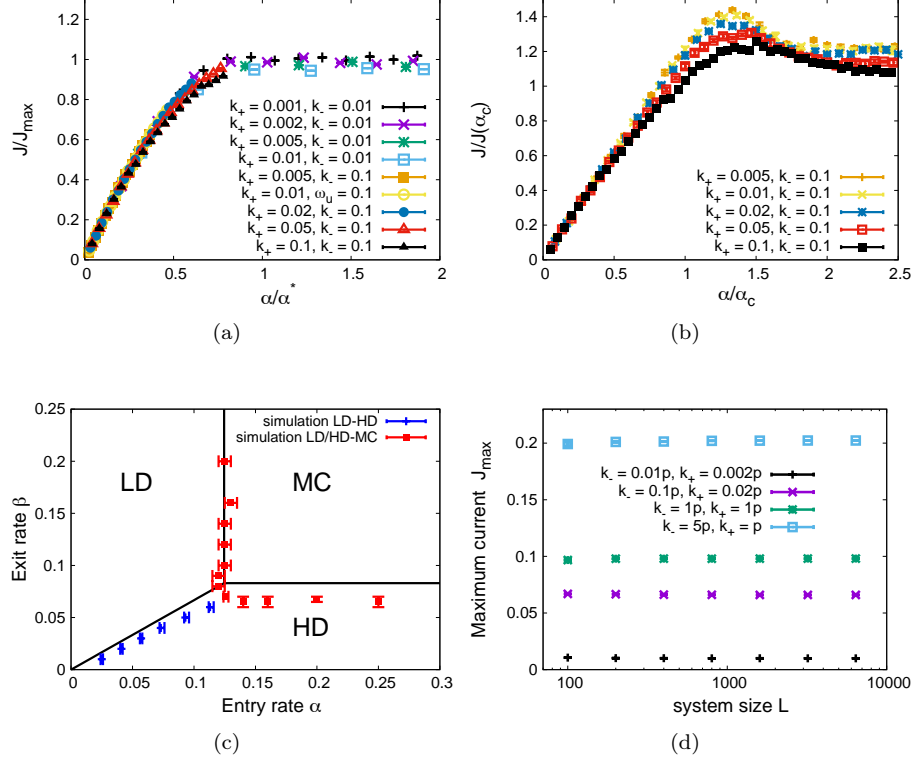 J/J_max
1.2
1
0.8
0.6
0.4
0.2
0
0 0.5 1 1.5 2
α/α*
k₊ = 0.001, k₋ = 0.01
k₊ = 0.002, k₋ = 0.01
k₊ = 0.005, k₋ = 0.01
k₊ = 0.01, k₋ = 0.01
k₊ = 0.005, k₋ = 0.1
k₊ = 0.01, ω_u = 0.1
k₊ = 0.02, k₋ = 0.1
k₊ = 0.05, k₋ = 0.1
k₊ = 0.1, k₋ = 0.1
(a)
J/J(α_c)
1.4
1.2
1
0.8
0.6
0.4
0.2
0
0 0.5 1.0 1.5 2.0 2.5
α/α_c
k₊ = 0.005, k₋ = 0.1
k₊ = 0.01, k₋ = 0.1
k₊ = 0.02, k₋ = 0.1
k₊ = 0.05, k₋ = 0.1
k₊ = 0.1, k₋ = 0.1
(b)
Exit rate β
0.25
0.2
0.15
0.1
0.05
0
0 0.05 0.1 0.15 0.2 0.25 0.3
Entry rate α
simulation LD-HD
simulation LD/HD-MC
LD
MC
HD
(c)
Maximum current J_max
0.2
0.15
0.1
0.05
0
100 1000 10000
system size L
k₋ = 0.01p, k₊ = 0.002p
k₋ = 0.1p, k₊ = 0.02p
k₋ = 1p, k₊ = 1p
k₋ = 5p, k₊ = p
(d)